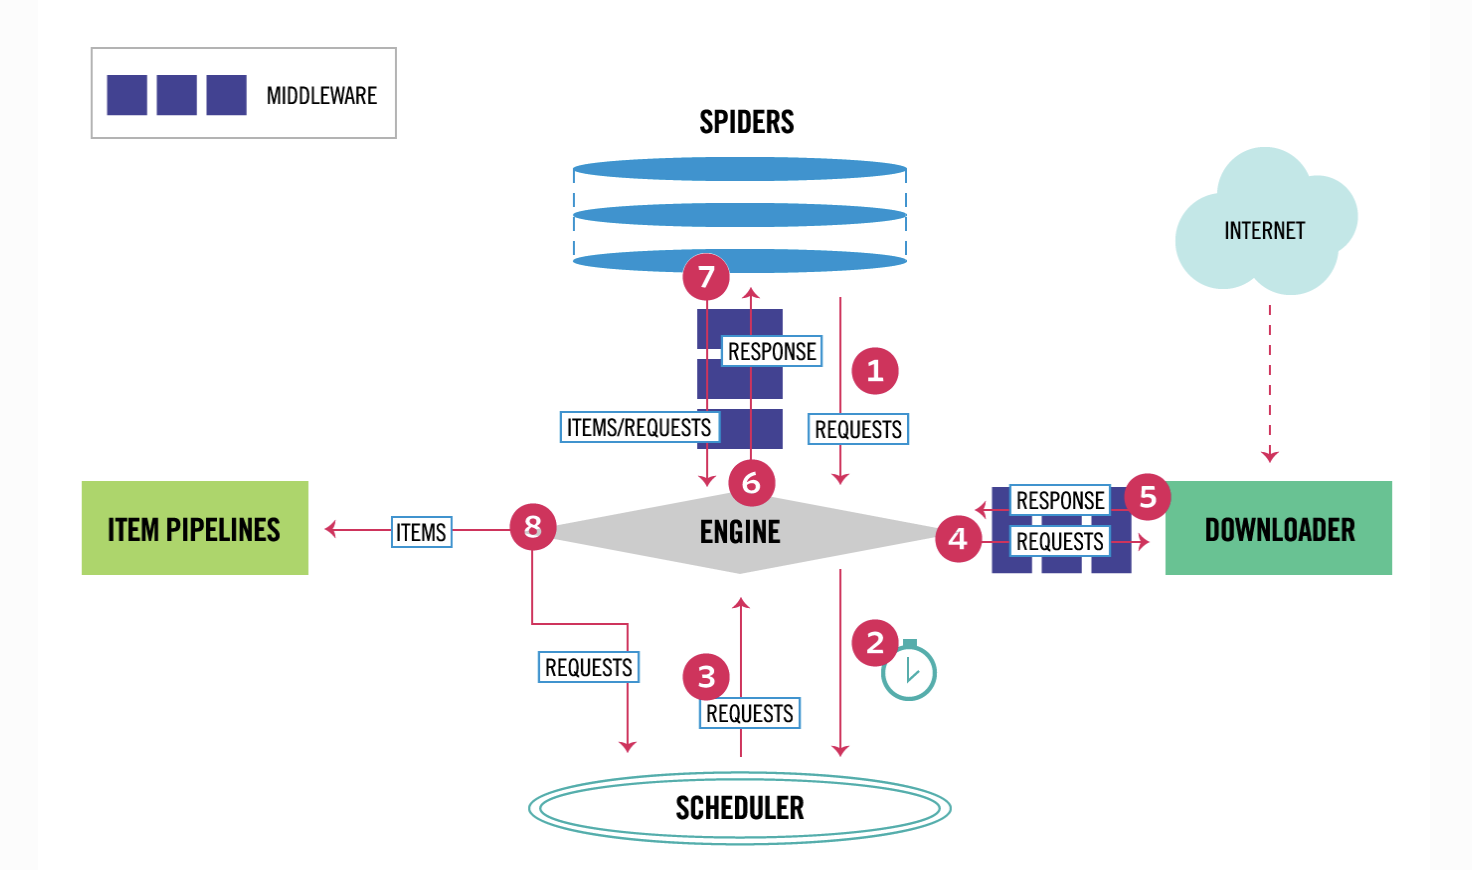 MIDDLEWARE
SPIDERS
INTERNET
7
RESPONSE
1
ITEMS/REQUESTS
REQUESTS
6
5
RESPONSE
ITEM PIPELINES
ITEMS
8
ENGINE
4
REQUESTS
DOWNLOADER
2
REQUESTS
3
REQUESTS
SCHEDULER